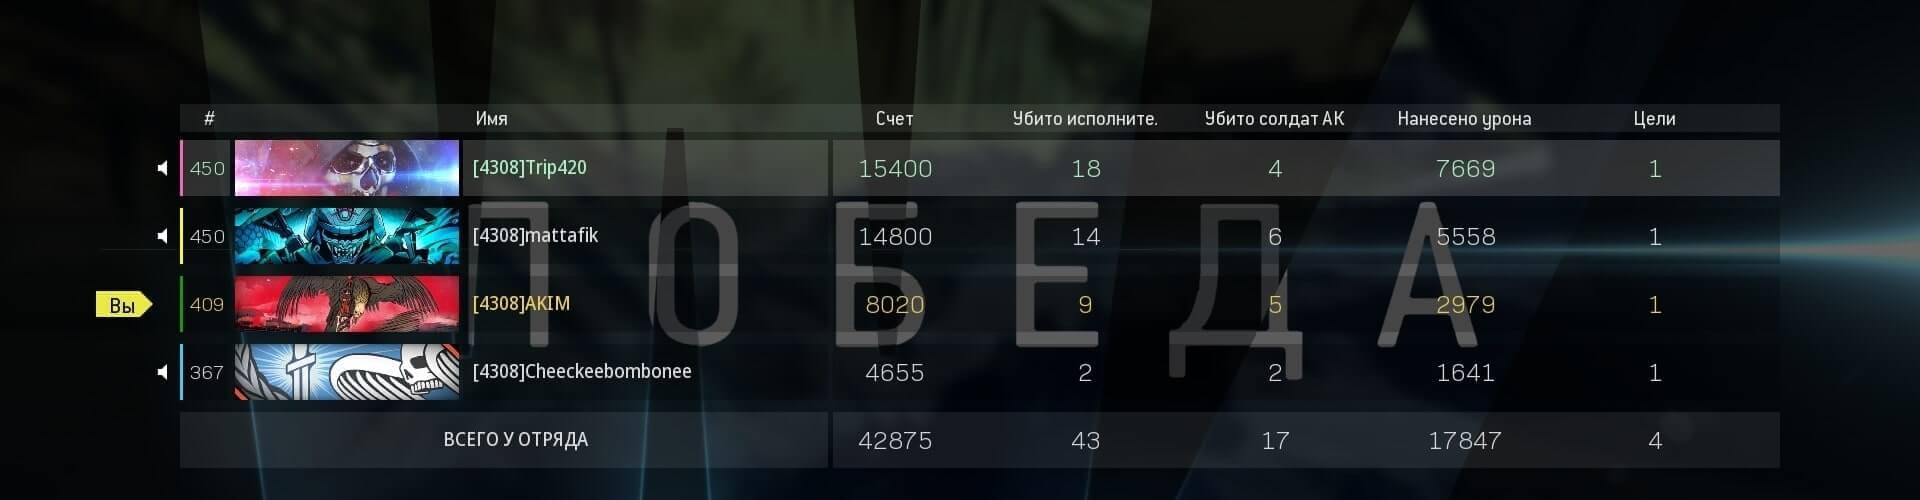 # Имя Счет Убито исполните. Убито солдат АК Нанесено урона Цели
450 [4308]Trip420 15400 18 4 7669 1
450 [4308]mattafik 14800 14 6 5558 1
ПОБЕДА
Вы 409 [4308]AKIM 8020 9 5 2979 1
367 [4308]Cheeckeebombonee 4655 2 2 1641 1
ВСЕГО У ОТРЯДА 42875 43 17 17847 4